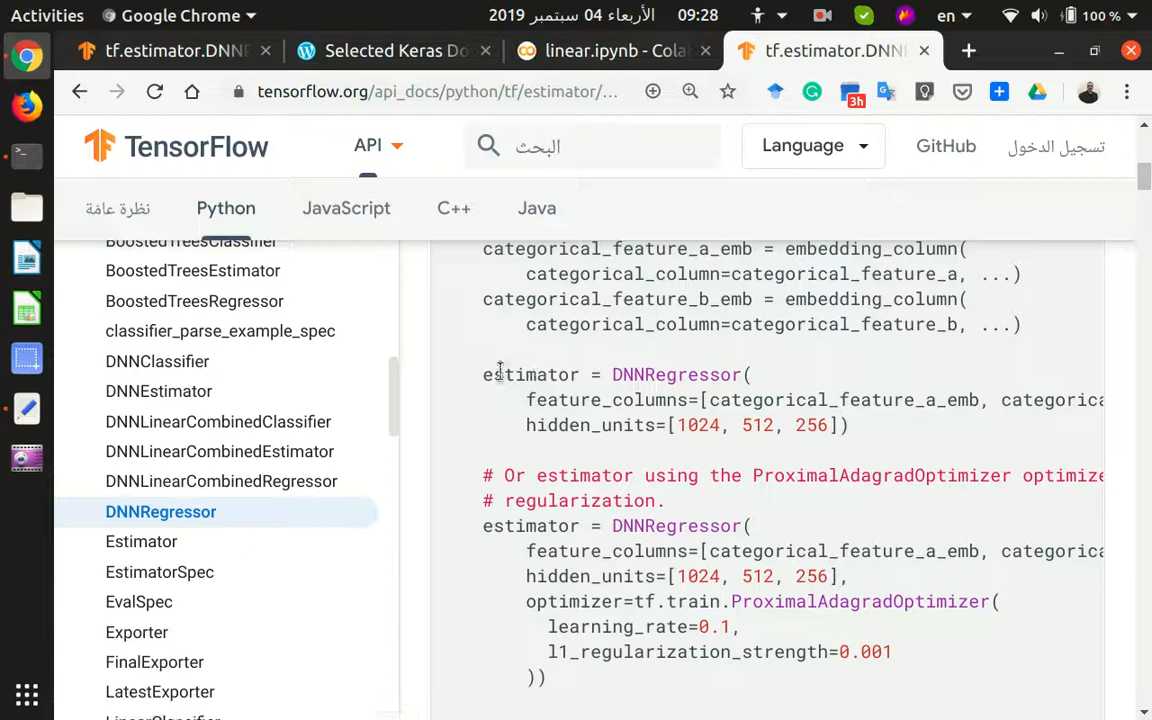 Activities
Google Chrome
الأربعاء 04 سبتمبر 2019
09:28
en
100 %
tf.estimator.DNNF
Selected Keras Do
linear.ipynb - Cola
tf.estimator.DNN
tensorflow.org/api_docs/python/tf/estimator/...
3h
TensorFlow
API
البحث
Language
GitHub
تسجيل الدخول
نظرة عامّة
Python
JavaScript
C++
Java
BoostedTreesClassifier
BoostedTreesEstimator
BoostedTreesRegressor
classifier_parse_example_spec
DNNClassifier
DNNEstimator
DNNLinearCombinedClassifier
DNNLinearCombinedEstimator
DNNLinearCombinedRegressor
DNNRegressor
Estimator
EstimatorSpec
EvalSpec
Exporter
FinalExporter
LatestExporter
LinearClassifier
categorical_feature_a_emb = embedding_column(
categorical_column=categorical_feature_a, ...)
categorical_feature_b_emb = embedding_column(
categorical_column=categorical_feature_b, ...)
estimator = DNNRegressor(
feature_columns=[categorical_feature_a_emb, categorica
hidden_units=[1024, 512, 256])
# Or estimator using the ProximalAdagradOptimizer optimize
# regularization.
estimator = DNNRegressor(
feature_columns=[categorical_feature_a_emb, categorica
hidden_units=[1024, 512, 256],
optimizer=tf.train.ProximalAdagradOptimizer(
learning_rate=0.1,
l1_regularization_strength=0.001
))